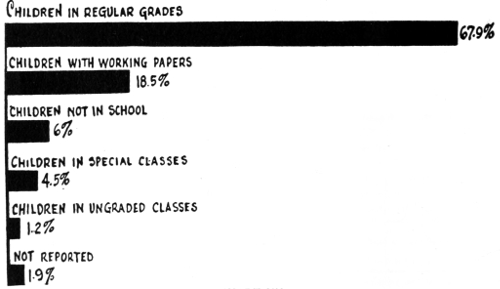 CHILDREN IN REGULAR GRADES
67.9%
CHILDREN WITH WORKING PAPERS
18.5%
CHILDREN NOT IN SCHOOL
6%
CHILDREN IN SPECIAL CLASSES
4.5%
CHILDREN IN UNGRADED CLASSES
1.2%
NOT REPORTED
1.9%